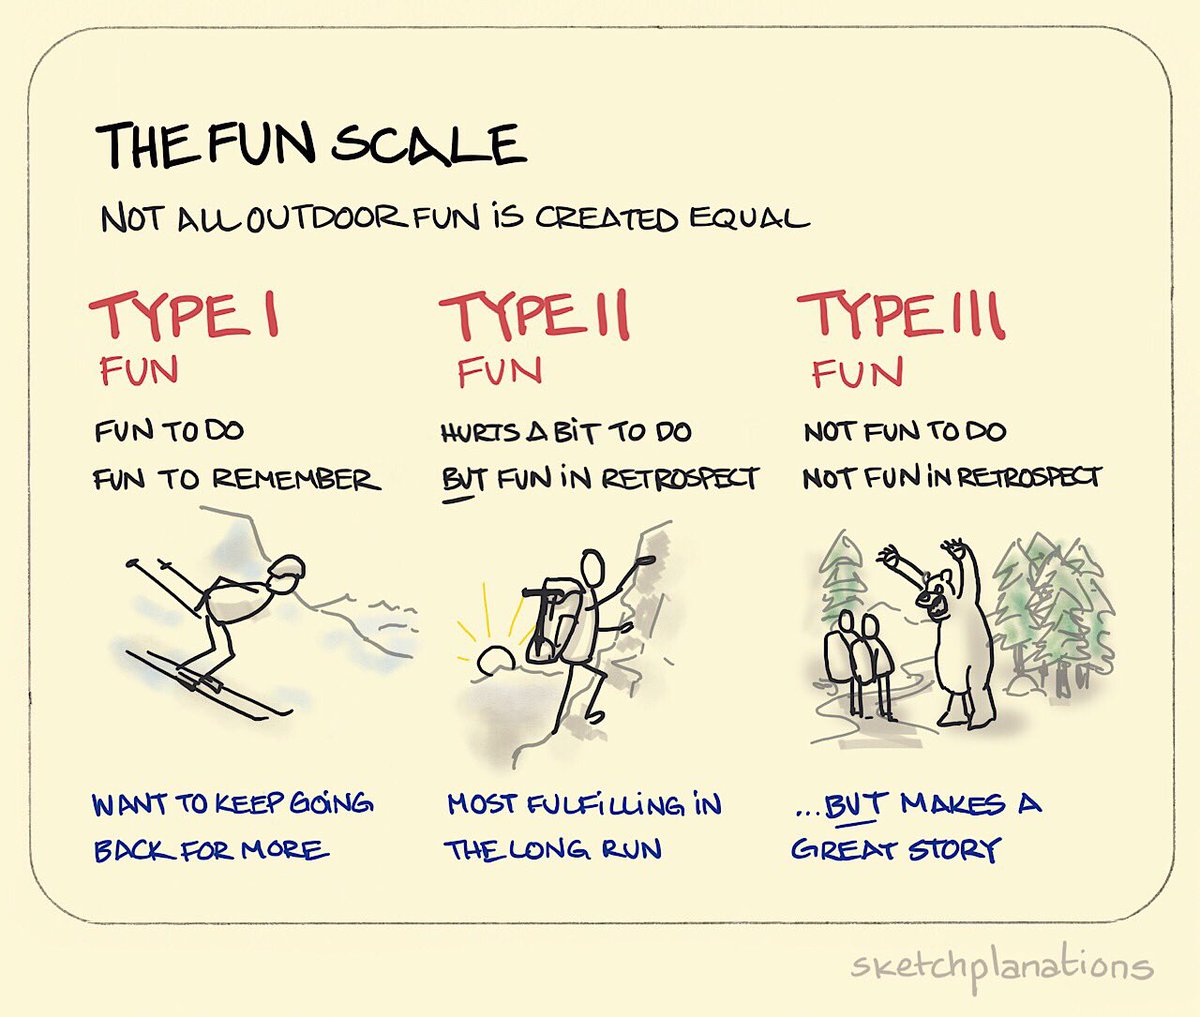 THE FUN SCALE
NOT ALL OUTDOOR FUN IS CREATED EQUAL
TYPE I
FUN
FUN TO DO
FUN TO REMEMBER
WANT TO KEEP GOING
BACK FOR MORE
TYPE II
FUN
HURTS A BIT TO DO
BUT FUN IN RETROSPECT
MOST FULFILLING IN
THE LONG RUN
TYPE III
FUN
NOT FUN TO DO
NOT FUN IN RETROSPECT
...BUT MAKES A
GREAT STORY
sketchplanations